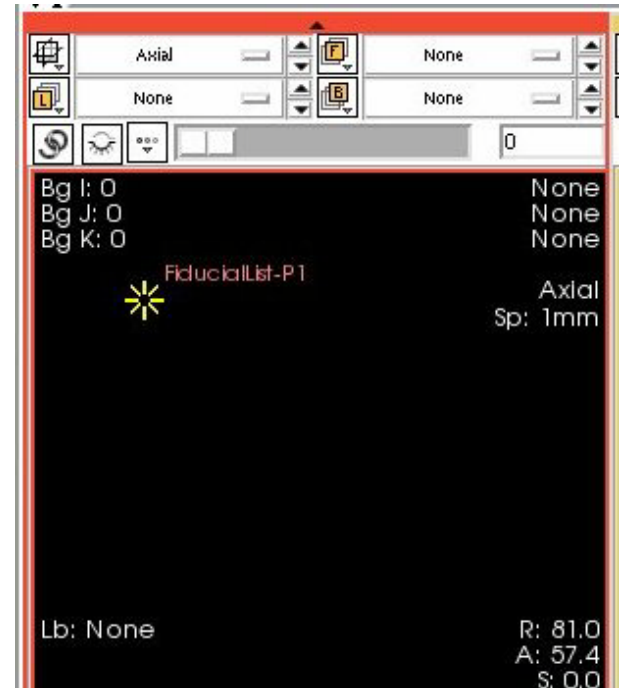 Axial
F
None
L
None
B
None
0
Bg I: 0
Bg J: 0
Bg K: 0
None
None
None
FiducialList-P1
Axial
Sp: 1mm
Lb: None
R: 81.0
A: 57.4
S: 0.0